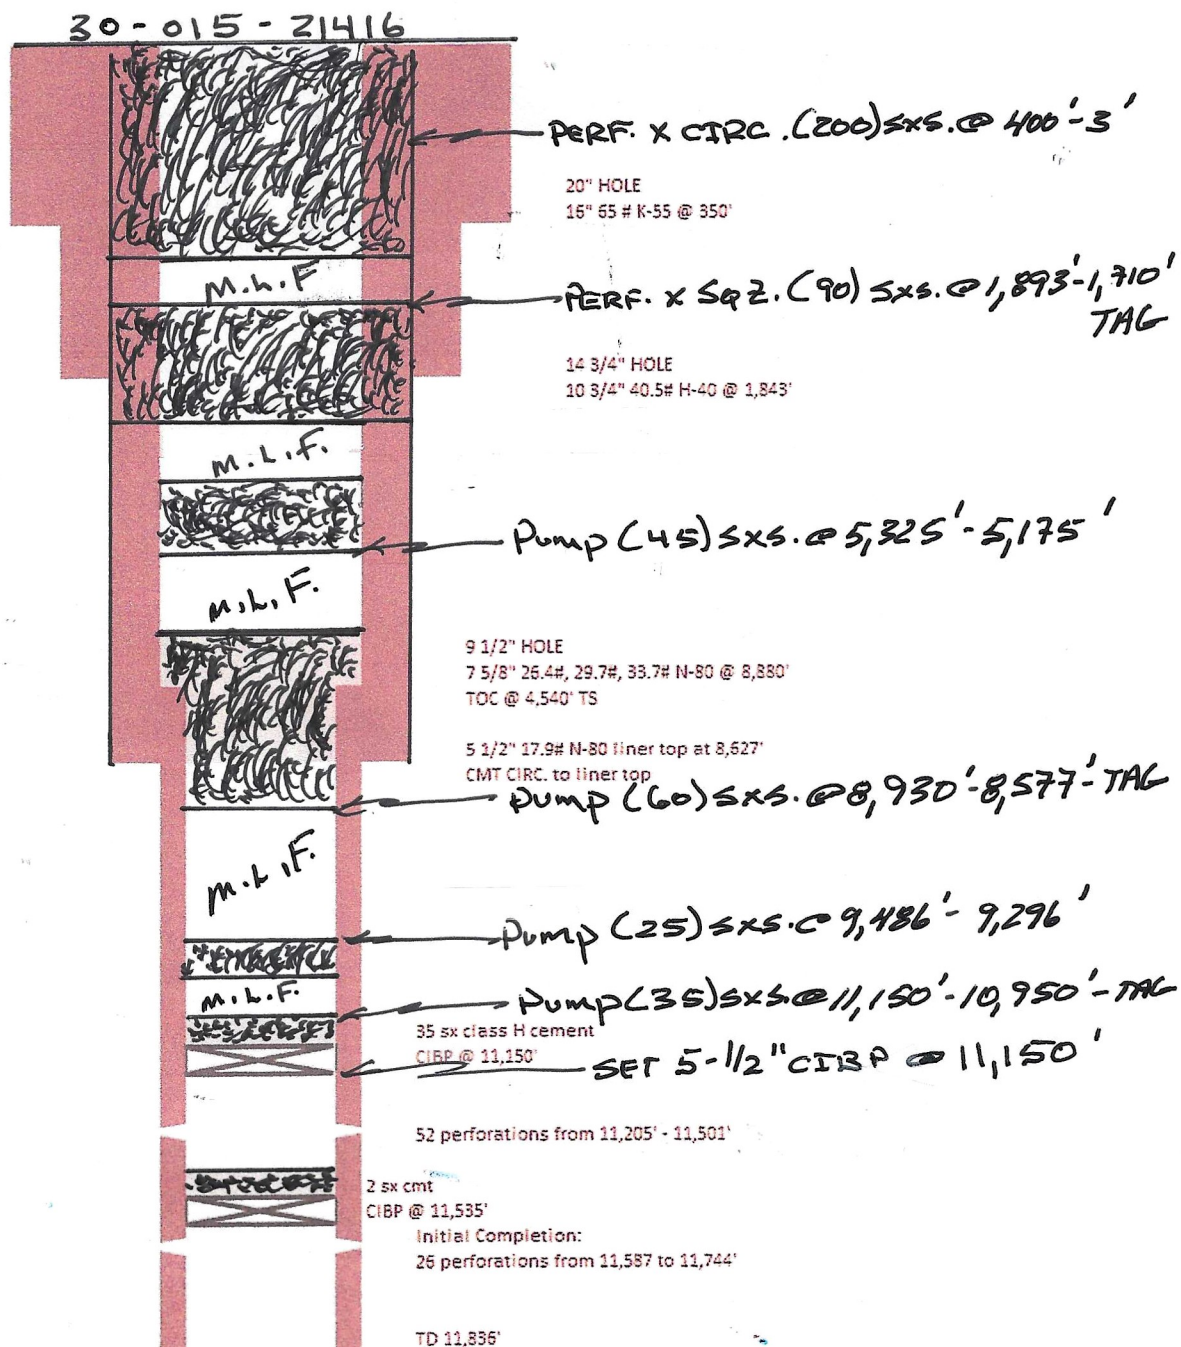 30-015-21416
PERF. X CIRC. (200) SXS. @ 400'-3'
20" HOLE
16" 65 # K-55 @ 350'
M.L.F
PERF. X SQZ. (90) SXS. @ 1,893'-1,710'
TAG
14 3/4" HOLE
10 3/4" 40.5# H-40 @ 1,843'
M.L.F.
Pump (45) SXS. @ 5,325'-5,175'
M.L.F.
9 1/2" HOLE
7 5/8" 26.4#, 29.7#, 33.7# N-80 @ 8,880'
TOC @ 4,540' TS
5 1/2" 17.9# N-80 liner top at 8,627'
CMT CIRC. to liner top
Pump (60) SXS. @ 8,930'-8,577'-TAG
M.L.F.
Pump (25) SXS. @ 9,486'-9,296'
M.L.F.
Pump (35) SXS. @ 11,150'-10,950'-TAG
35 sx class H cement
CIBP @ 11,150'
SET 5-1/2" CIBP @ 11,150'
52 perforations from 11,205' - 11,501'
2 sx cmt
CIBP @ 11,535'
Initial Completion:
26 perforations from 11,587 to 11,744'
TD 11,836'